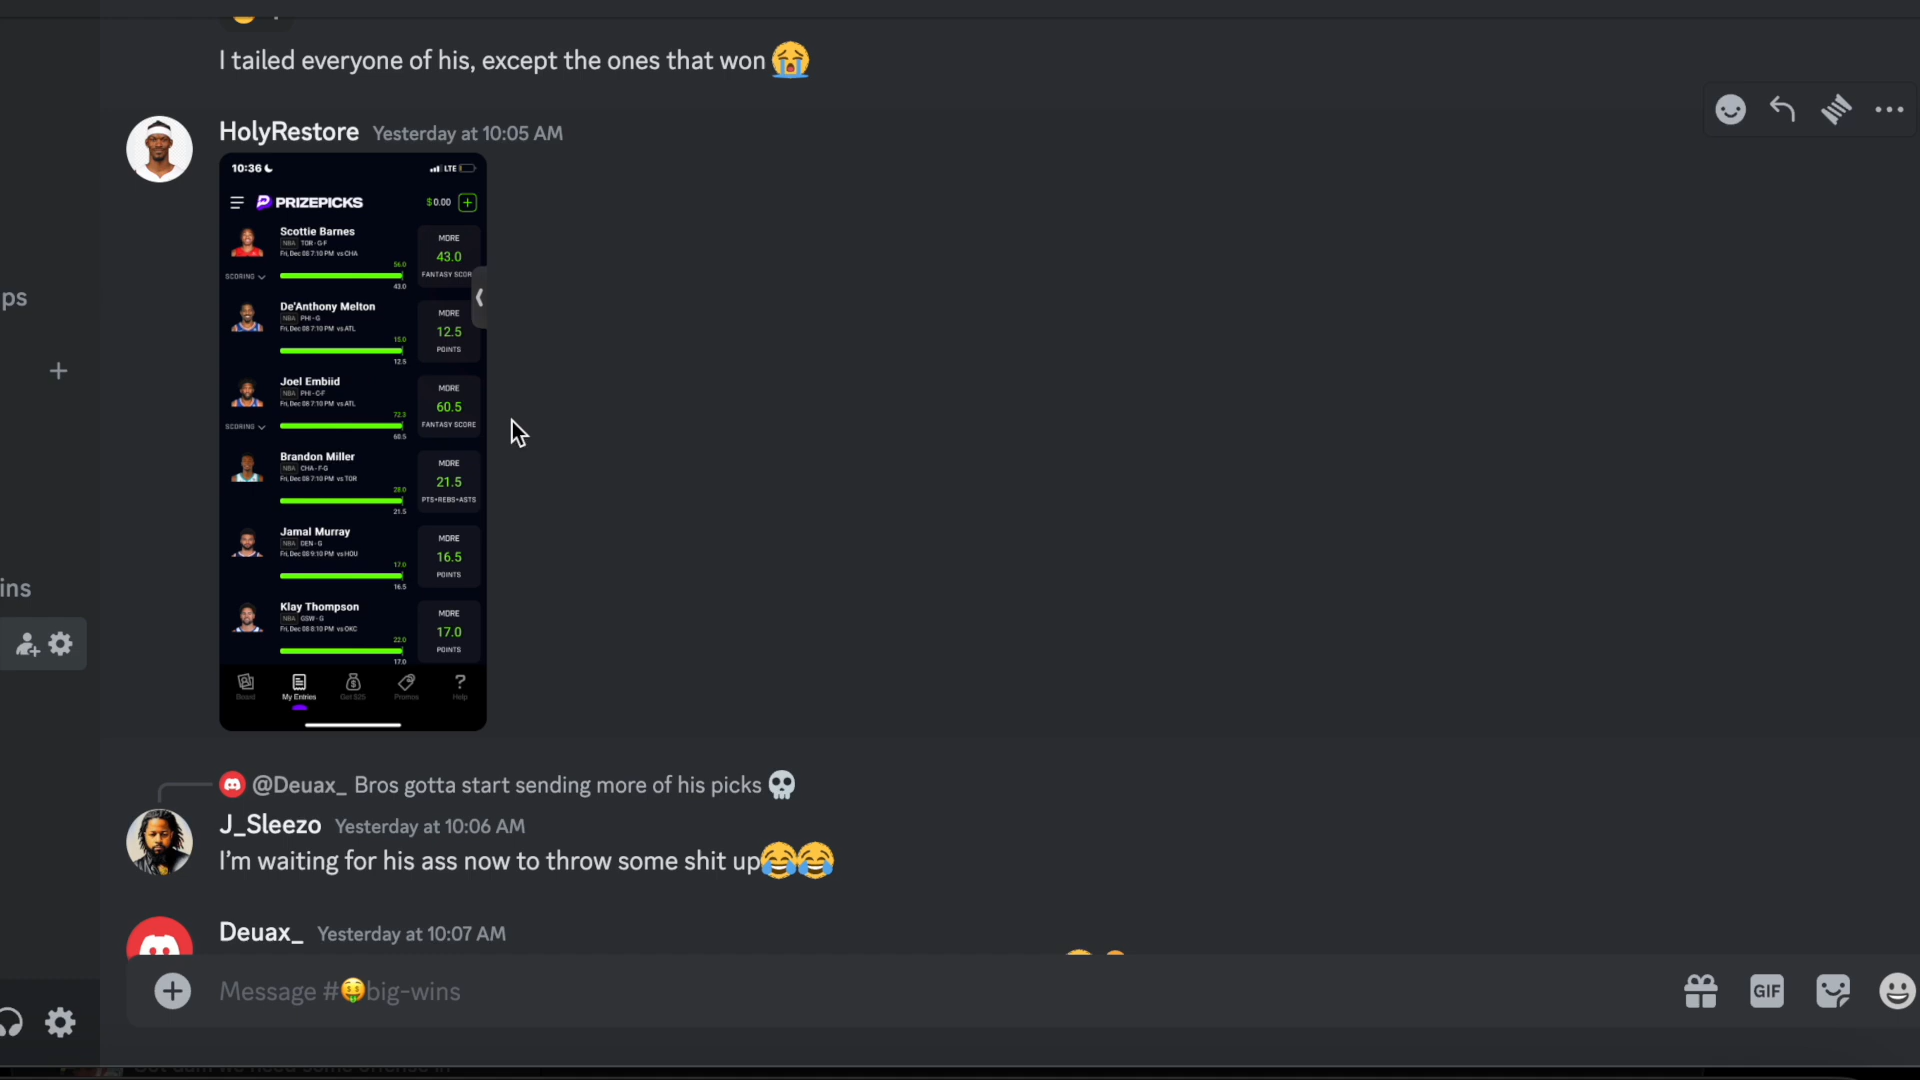 I tailed everyone of his, except the ones that won 😭
HolyRestore Yesterday at 10:05 AM
10:36
LTE
PRIZEPICKS
$0.00
Scottie Barnes
NBA TOR - G-F
Fri, Dec 08 7:10 PM vs CHA
SCORING
56.0
43.0
MORE
43.0
FANTASY SCOR
De'Anthony Melton
NBA PHI - G
Fri, Dec 08 7:10 PM vs ATL
15.0
12.5
MORE
12.5
POINTS
Joel Embiid
NBA PHI - C-F
Fri, Dec 08 7:10 PM vs ATL
SCORING
72.3
60.5
MORE
60.5
FANTASY SCORE
Brandon Miller
NBA CHA - F-G
Fri, Dec 08 7:10 PM vs TOR
28.0
21.5
MORE
21.5
PTS+REBS+ASTS
Jamal Murray
NBA DEN - G
Fri, Dec 08 9:10 PM vs HOU
17.0
16.5
MORE
16.5
POINTS
Klay Thompson
NBA GSW - G
Fri, Dec 08 8:10 PM vs OKC
22.0
17.0
MORE
17.0
POINTS
Board
My Entries
Get $25
Promos
Help
ps
ins
@Deuax_ Bros gotta start sending more of his picks 💀
J_Sleezo Yesterday at 10:06 AM
I'm waiting for his ass now to throw some shit up😂😂
Deuax_ Yesterday at 10:07 AM
Message #🤑big-wins
GIF